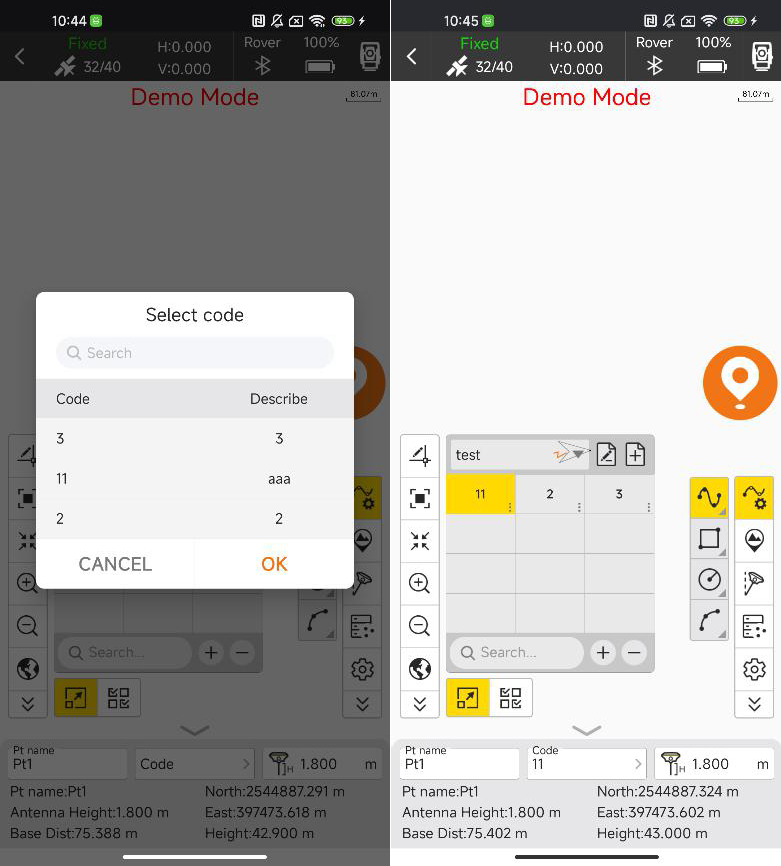 10:44
93
Fixed
32/40
H:0.000
V:0.000
Rover
100%
Demo Mode
81.07m
Select code
Search
Code
Describe
3
3
11
aaa
2
2
CANCEL
OK
Search...
Pt name
Pt1
Code
H
1.800
m
Pt name:Pt1
North:2544887.291 m
Antenna Height:1.800 m
East:397473.618 m
Base Dist:75.388 m
Height:42.900 m
10:45
93
Fixed
32/40
H:0.000
V:0.000
Rover
100%
Demo Mode
81.07m
test
11
2
3
Search...
Pt name
Pt1
Code
11
H
1.800
m
Pt name:Pt1
North:2544887.324 m
Antenna Height:1.800 m
East:397473.602 m
Base Dist:75.402 m
Height:43.000 m